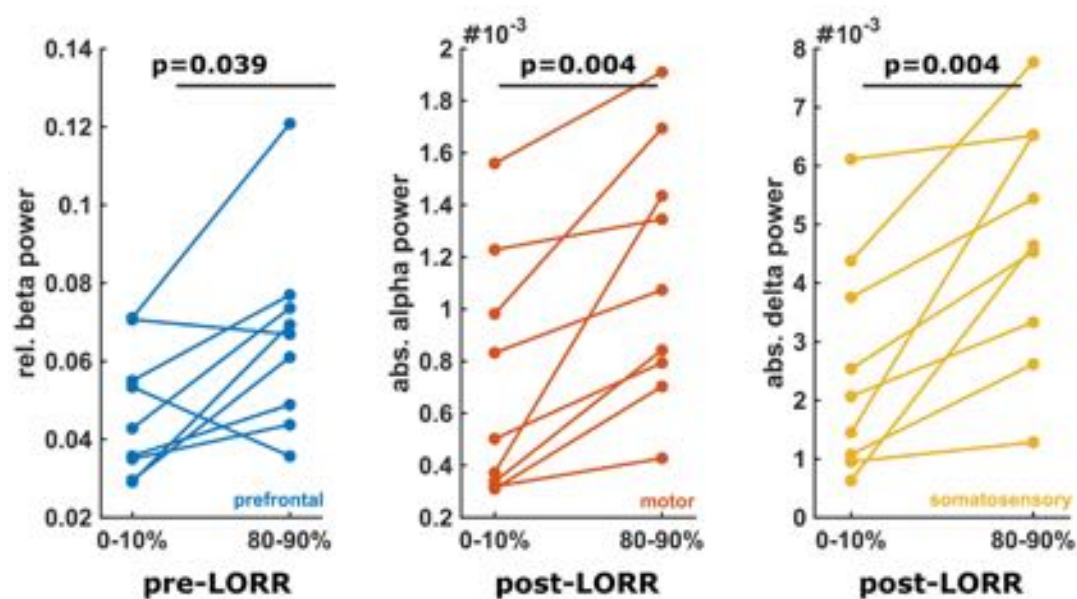 #10-3 #10-3
0.14 2 8
p=0.039 p=0.004 p=0.004
1.8 7
0.12
1.6 6
0.1
1.4 5
rel. beta power
abs. alpha power
abs. delta power
1.2 4
0.08
1 3
0.06
0.8
0.6 2
0.04
0.4 1
prefrontal motor somatosensory
0.02 0.2 0
0-10% 80-90% 0-10% 80-90% 0-10% 80-90%
pre-LORR post-LORR post-LORR